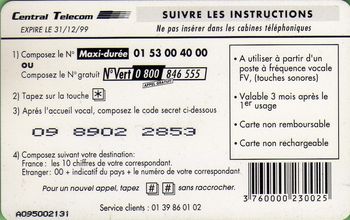 Central Telecom
EXPIRE LE 31/12/99
SUIVRE LES INSTRUCTIONS
Ne pas insérer dans les cabines téléphoniques
1) Composez le N° Maxi-durée 01 53 00 40 00
OU
Composez le N° gratuit N°Vert 0 800 846 555
APPEL GRATUIT
2) Tapez sur la touche *
3) Après l'accueil vocal, composez le code secret ci-dessous
09 8902 2853
4) Composez suivant votre destination:
France : les 10 chiffres de votre correspondant.
Etranger : 00 + indicatif du pays + le numéro de votre correspondant.
Pour un nouvel appel, tapez # # sans raccrocher.
Service clients : 01 39 86 01 02
A095002131
• A utiliser à partir d'un
poste à fréquence vocale
FV, (touches sonores)
• Valable 3 mois après le
1er usage
• Carte non remboursable
• Carte non rechargeable
3 760000 230025